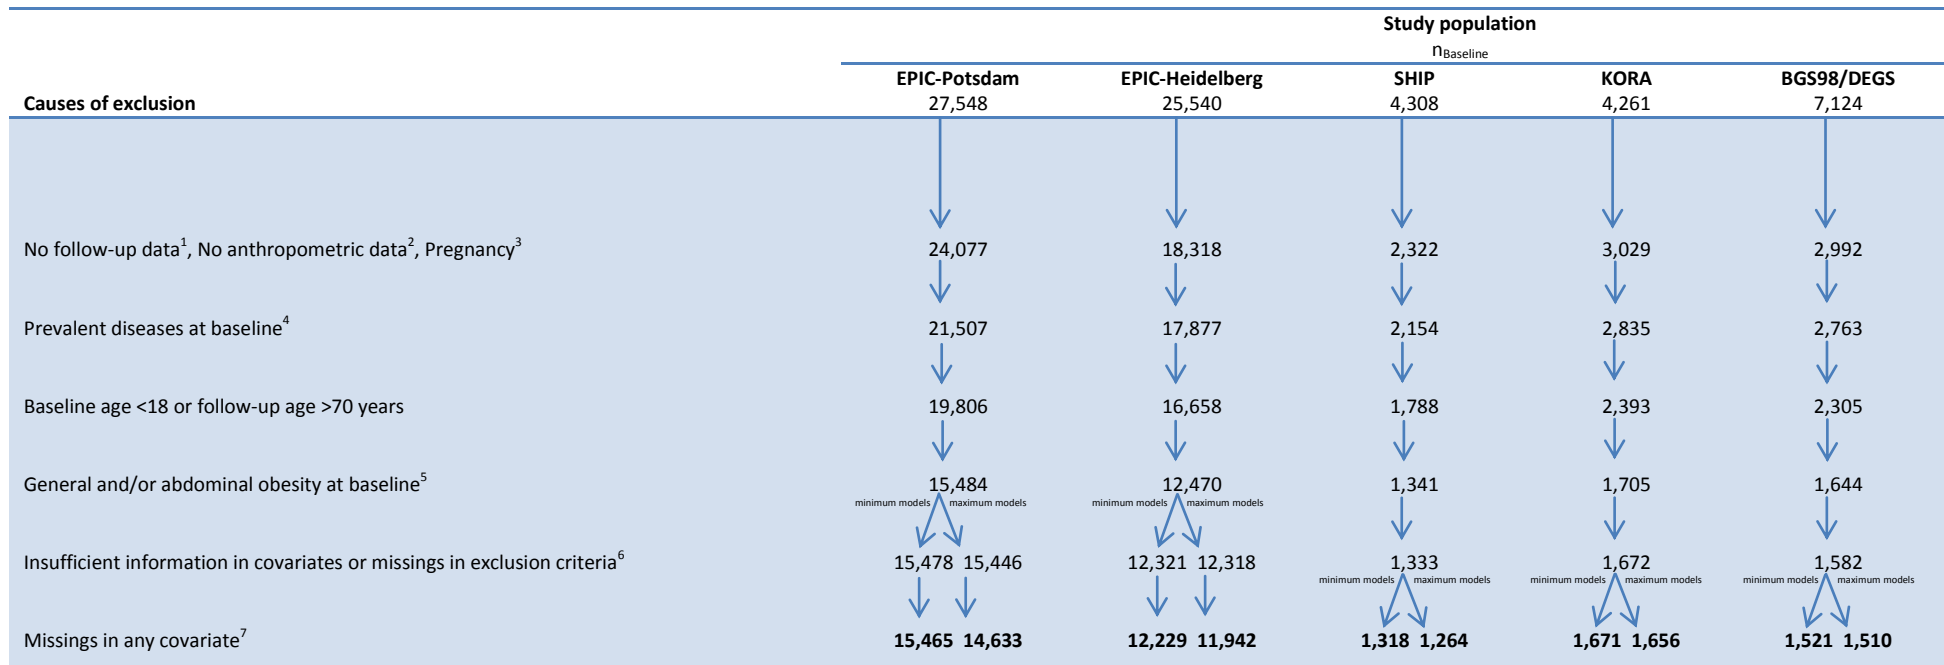 Study population
nBaseline
EPIC-Potsdam EPIC-Heidelberg SHIP KORA BGS98/DEGS
Causes of exclusion 27,548 25,540 4,308 4,261 7,124
No follow-up data1, No anthropometric data2, Pregnancy3 24,077 18,318 2,322 3,029 2,992
Prevalent diseases at baseline4 21,507 17,877 2,154 2,835 2,763
Baseline age <18 or follow-up age >70 years 19,806 16,658 1,788 2,393 2,305
General and/or abdominal obesity at baseline5 15,484 12,470 1,341 1,705 1,644
minimum models maximum models minimum models maximum models
Insufficient information in covariates or missings in exclusion criteria6 15,478 15,446 12,321 12,318 1,333 1,672 1,582
minimum models maximum models minimum models maximum models minimum models maximum models
Missings in any covariate7 15,465 14,633 12,229 11,942 1,318 1,264 1,671 1,656 1,521 1,510